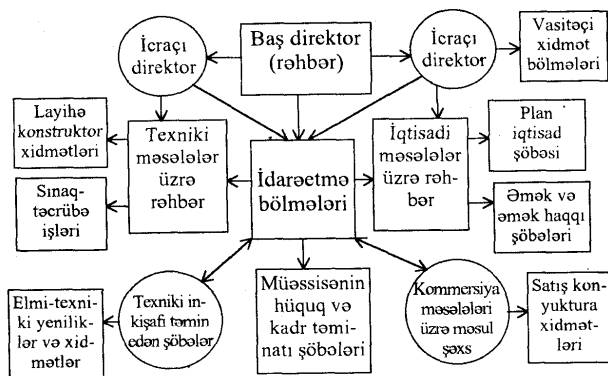 İcraçı
direktor
Baş direktor
(rəhbər)
İcraçı
direktor
Vasitəçi
xidmət
bölmələri
Layihə
konstruktor
xidmətləri
Texniki
məsələlər
üzrə
rəhbər
İdarəetmə
bölmələri
İqtisadi
məsələlər
üzrə rəh-
bər
Plan
iqtisad
şöbəsi
Sınaq-
təcrübə
işləri
Əmək və
əmək haqqı
şöbələri
Elmi-texni-
ki yenilik-
lər və xid-
mətlər
Texniki in-
kişafı təmin
edən şöbələr
Müəssisənin
hüquq və
kadr təmi-
natı şöbələri
Kommersiya
məsələləri
üzrə məsul
şəxs
Satış kon-
yuktura
xidmət-
ləri